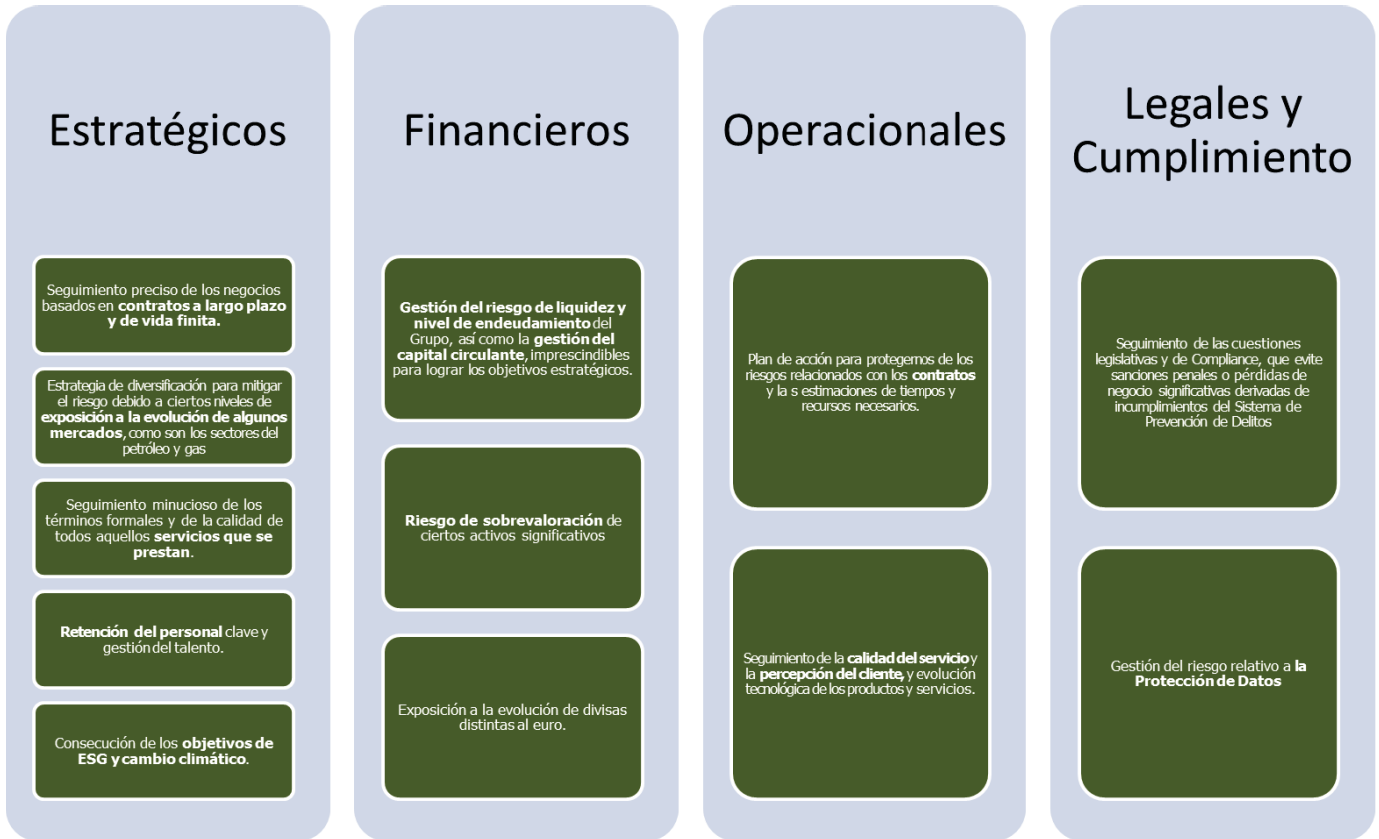 Estratégicos
Seguimiento preciso de los negocios
basados en contratos a largo plazo
y de vida finita.
Estrategia de diversificación para mitigar
el riesgo debido a ciertos niveles de
exposición a la evolución de algunos
mercados, como son los sectores del
petróleo y gas
Seguimiento minucioso de los
términos formales y de la calidad de
todos aquellos servicios que se
prestan.
Retención del personal clave y
gestión del talento.
Consecución de los objetivos de
ESG y cambio climático.
Financieros
Gestión del riesgo de liquidez y
nivel de endeudamiento del
Grupo, así como la gestión del
capital circulante, imprescindibles
para lograr los objetivos estratégicos.
Riesgo de sobrevaloración de
ciertos activos significativos
Exposición a la evolución de divisas
distintas al euro.
Operacionales
Plan de acción para protegernos de los
riesgos relacionados con los contratos
y la s estimaciones de tiempos y
recursos necesarios.
Seguimiento de la calidad del servicio y
la percepción del cliente, y evolución
tecnológica de los productos y servicios.
Legales y
Cumplimiento
Seguimiento de las cuestiones
legislativas y de Compliance, que evite
sanciones penales o pérdidas de
negocio significativas derivadas de
incumplimientos del Sistema de
Prevención de Delitos
Gestión del riesgo relativo a la
Protección de Datos